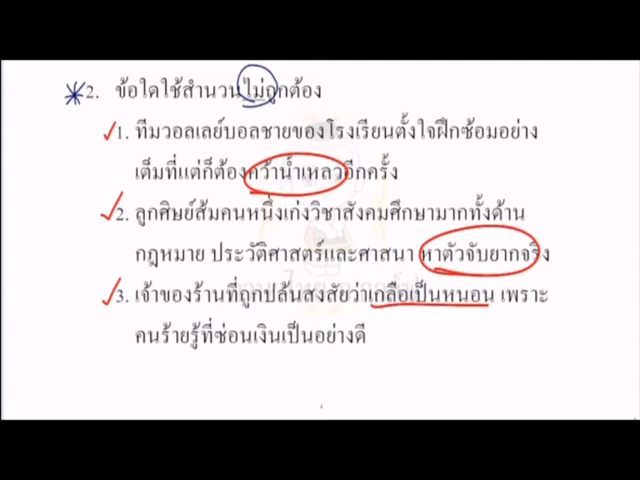 2. ข้อใดใช้สำนวนไม่ถูกต้อง
1. ทีมวอลเลย์บอลชายของโรงเรียนตั้งใจฝึกซ้อมอย่าง
เต็มที่แต่ก็ต้องคว้าน้ำเหลวอีกครั้ง
2. ลูกศิษย์ส้มคนหนึ่งเก่งวิชาสังคมศึกษามากทั้งด้าน
กฎหมาย ประวัติศาสตร์และศาสนา หาตัวจับยากจริง
3. เจ้าของร้านที่ถูกปล้นสงสัยว่าเกลือเป็นหนอน เพราะ
คนร้ายรู้ที่ซ่อนเงินเป็นอย่างดี